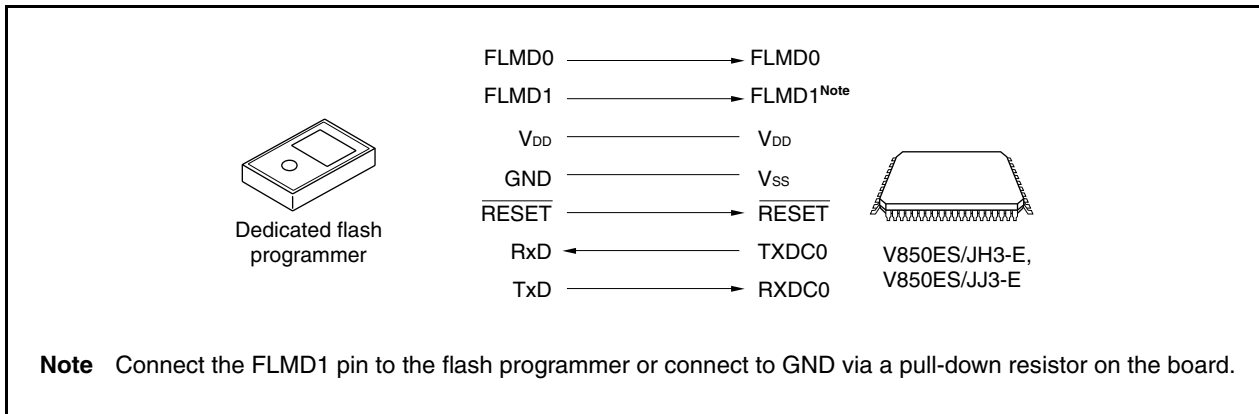 FLMD0 FLMD0
FLMD1 FLMD1Note
VDD VDD
GND VSS
RESET RESET
RxD TXDC0
TxD RXDC0
Dedicated flash
programmer
V850ES/JH3-E,
V850ES/JJ3-E
Note Connect the FLMD1 pin to the flash programmer or connect to GND via a pull-down resistor on the board.